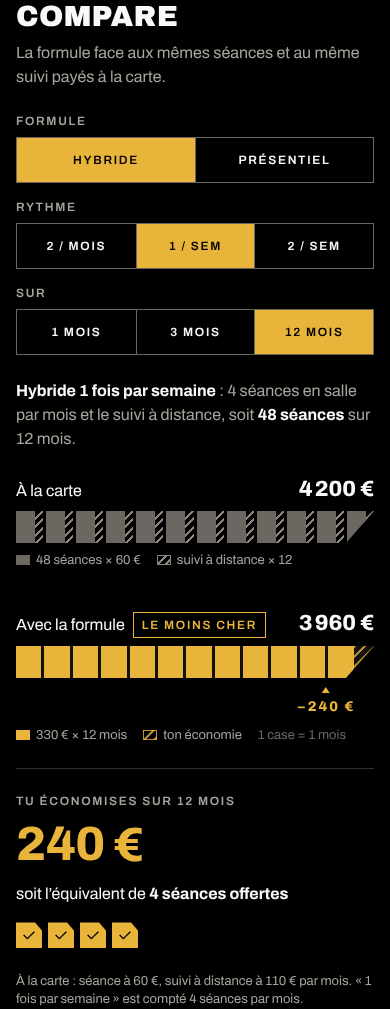 COMPARE
La formule face aux mêmes séances et au même
suivi payés à la carte.
FORMULE
HYBRIDE
PRÉSENTIEL
RYTHME
2 / MOIS
1 / SEM
2 / SEM
SUR
1 MOIS
3 MOIS
12 MOIS
Hybride 1 fois par semaine : 4 séances en salle
par mois et le suivi à distance, soit 48 séances sur
12 mois.
À la carte
4 200 €
48 séances × 60 €
suivi à distance × 12
Avec la formule
LE MOINS CHER
3 960 €
−240 €
330 € × 12 mois
ton économie
1 case = 1 mois
TU ÉCONOMISES SUR 12 MOIS
240 €
soit l'équivalent de 4 séances offertes
À la carte : séance à 60 €, suivi à distance à 110 € par mois. « 1
fois par semaine » est compté 4 séances par mois.